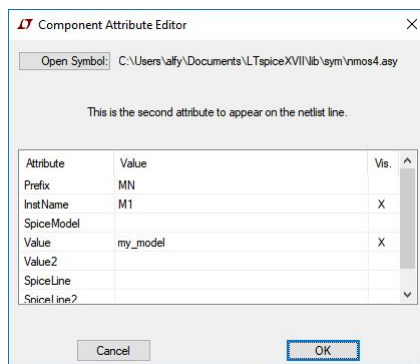 Component Attribute Editor
Open Symbol: C:\Users\alfy\Documents\LTspiceXVII\lib\sym\nmos4.asy
This is the second attribute to appear on the netlist line.
Attribute Value Vis.
Prefix MN
InstName M1 X
SpiceModel
Value my_model X
Value2
SpiceLine
SpiceLine2
Cancel OK